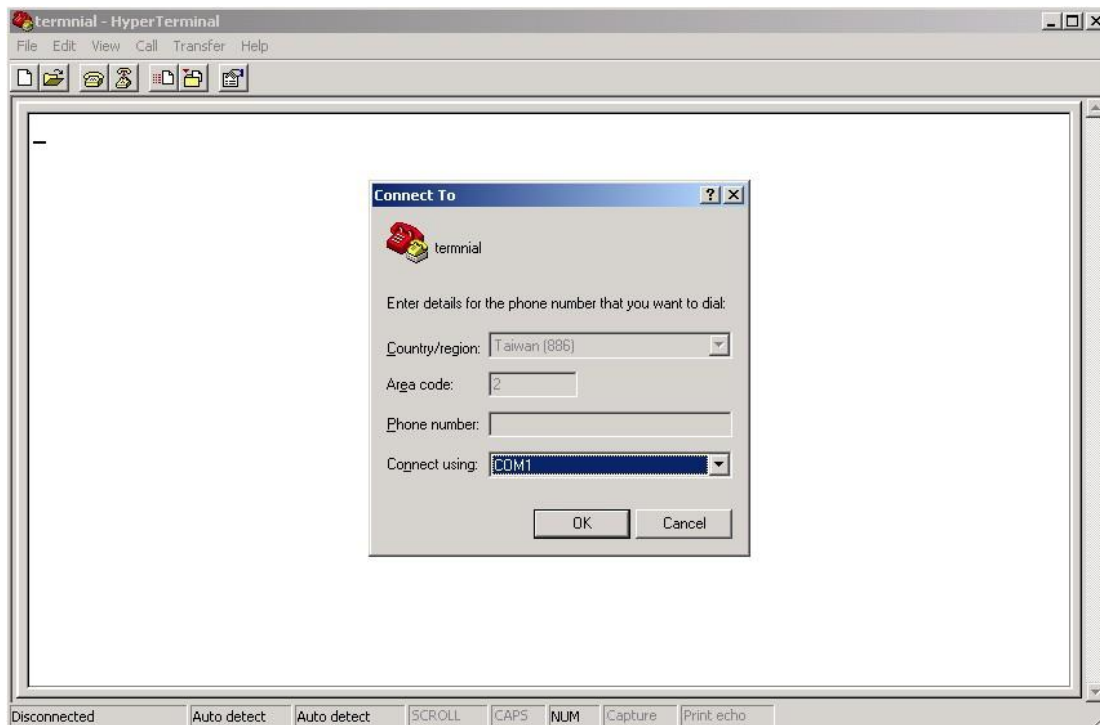 termnial - HyperTerminal
File Edit View Call Transfer Help
Connect To
termnial
Enter details for the phone number that you want to dial:
Country/region: Taiwan (886)
Area code: 2
Phone number:
Connect using: COM1
OK Cancel
Disconnected Auto detect Auto detect SCROLL CAPS NUM Capture Print echo